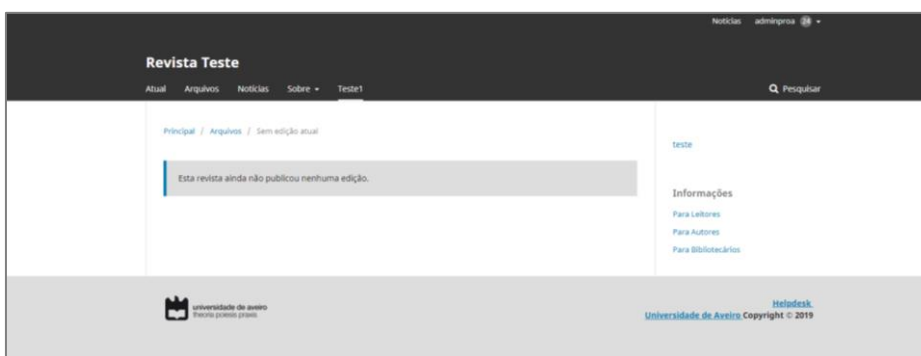 Notícias adminproa 24
Revista Teste
Atual Arquivos Notícias Sobre Teste1 Pesquisar
Principal / Arquivos / Sem edição atual
Esta revista ainda não publicou nenhuma edição.
teste
Informações
Para Leitores
Para Autores
Para Bibliotecários
universidade de aveiro
theoria poiesis praxis
Helpdesk
Universidade de Aveiro Copyright © 2019